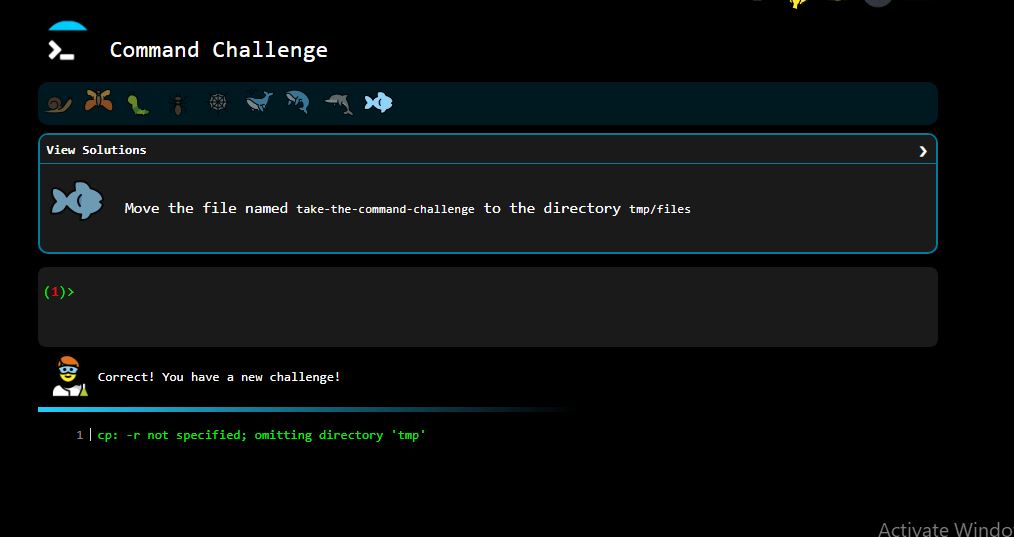 Command Challenge
View Solutions
Move the file named take-the-command-challenge to the directory tmp/files
(1)>
Correct! You have a new challenge!
1 cp: -r not specified; omitting directory 'tmp'
Activate Windo